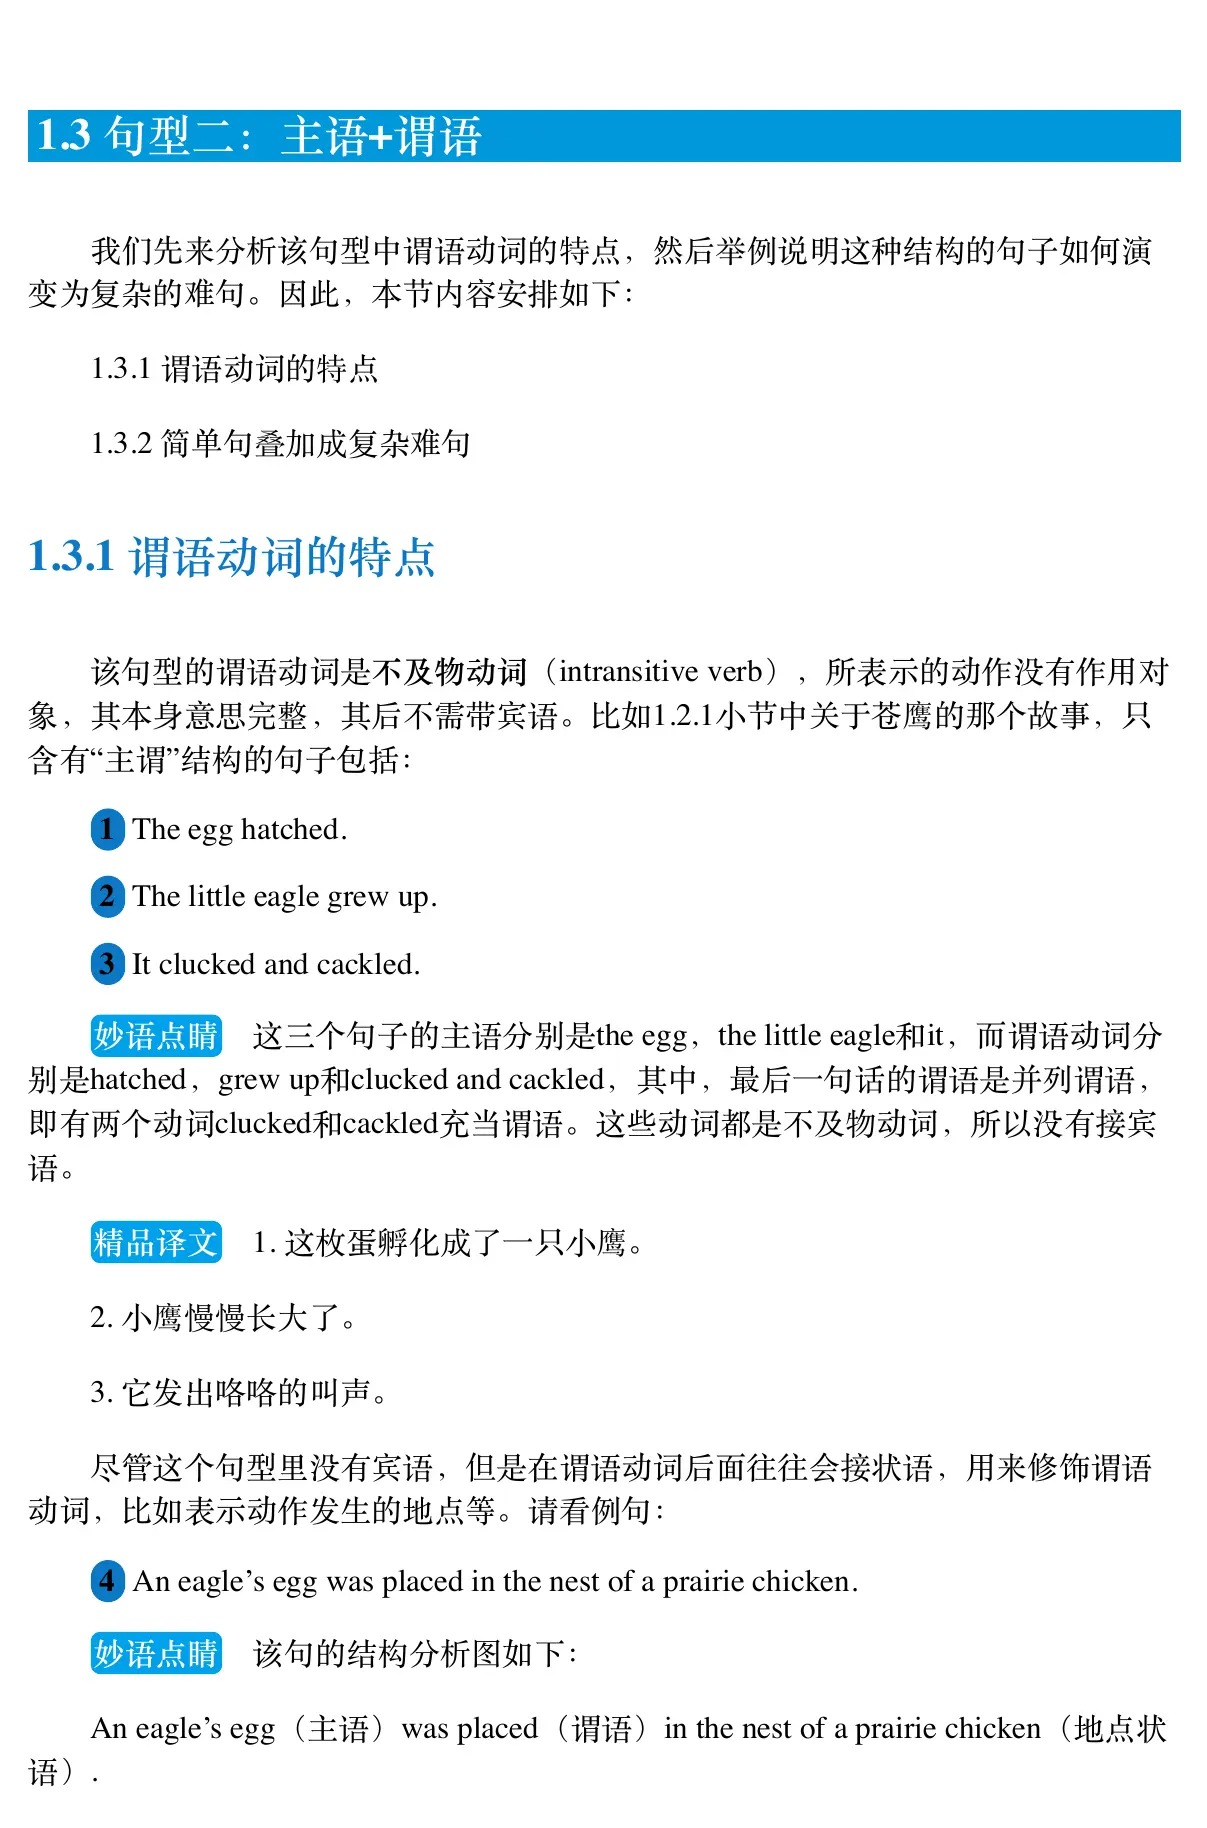 1.3 句型二：主语+谓语
我们先来分析该句型中谓语动词的特点，然后举例说明这种结构的句子如何演
变为复杂的难句。因此，本节内容安排如下：
1.3.1 谓语动词的特点
1.3.2 简单句叠加成复杂难句
1.3.1 谓语动词的特点
该句型的谓语动词是不及物动词（intransitive verb），所表示的动作没有作用对
象，其本身意思完整，其后不需带宾语。比如1.2.1小节中关于苍鹰的那个故事，只
含有“主谓”结构的句子包括：
1 The egg hatched.
2 The little eagle grew up.
3 It clucked and cackled.
妙语点睛 这三个句子的主语分别是the egg，the little eagle和it，而谓语动词分
别是hatched，grew up和clucked and cackled，其中，最后一句话的谓语是并列谓语，
即有两个动词clucked和cackled充当谓语。这些动词都是不及物动词，所以没有接宾
语。
精品译文 1. 这枚蛋孵化成了一只小鹰。
2. 小鹰慢慢长大了。
3. 它发出咯咯的叫声。
尽管这个句型里没有宾语，但是在谓语动词后面往往会接状语，用来修饰谓语
动词，比如表示动作发生的地点等。请看例句：
4 An eagle’s egg was placed in the nest of a prairie chicken.
妙语点睛 该句的结构分析图如下：
An eagle’s egg（主语）was placed（谓语）in the nest of a prairie chicken（地点状
语）.